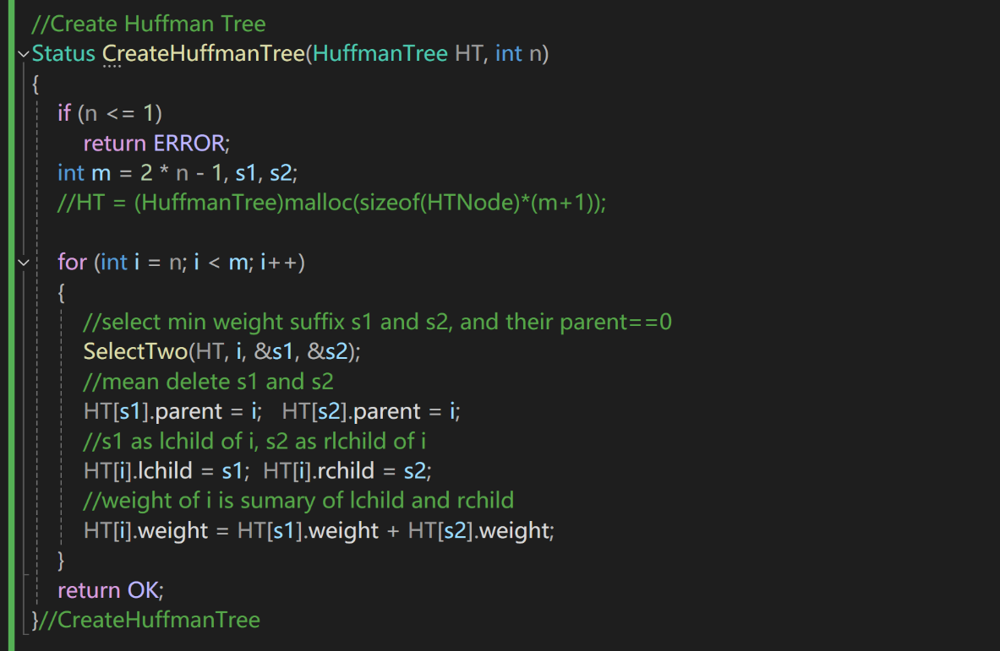 //Create Huffman Tree
Status CreateHuffmanTree(HuffmanTree HT, int n)
{
if (n <= 1)
return ERROR;
int m = 2 * n - 1, s1, s2;
//HT = (HuffmanTree)malloc(sizeof(HTNode)*(m+1));
for (int i = n; i < m; i++)
{
//select min weight suffix s1 and s2, and their parent==0
SelectTwo(HT, i, &s1, &s2);
//mean delete s1 and s2
HT[s1].parent = i;   HT[s2].parent = i;
//s1 as lchild of i, s2 as rlchild of i
HT[i].lchild = s1;  HT[i].rchild = s2;
//weight of i is sumary of lchild and rchild
HT[i].weight = HT[s1].weight + HT[s2].weight;
}
return OK;
}//CreateHuffmanTree